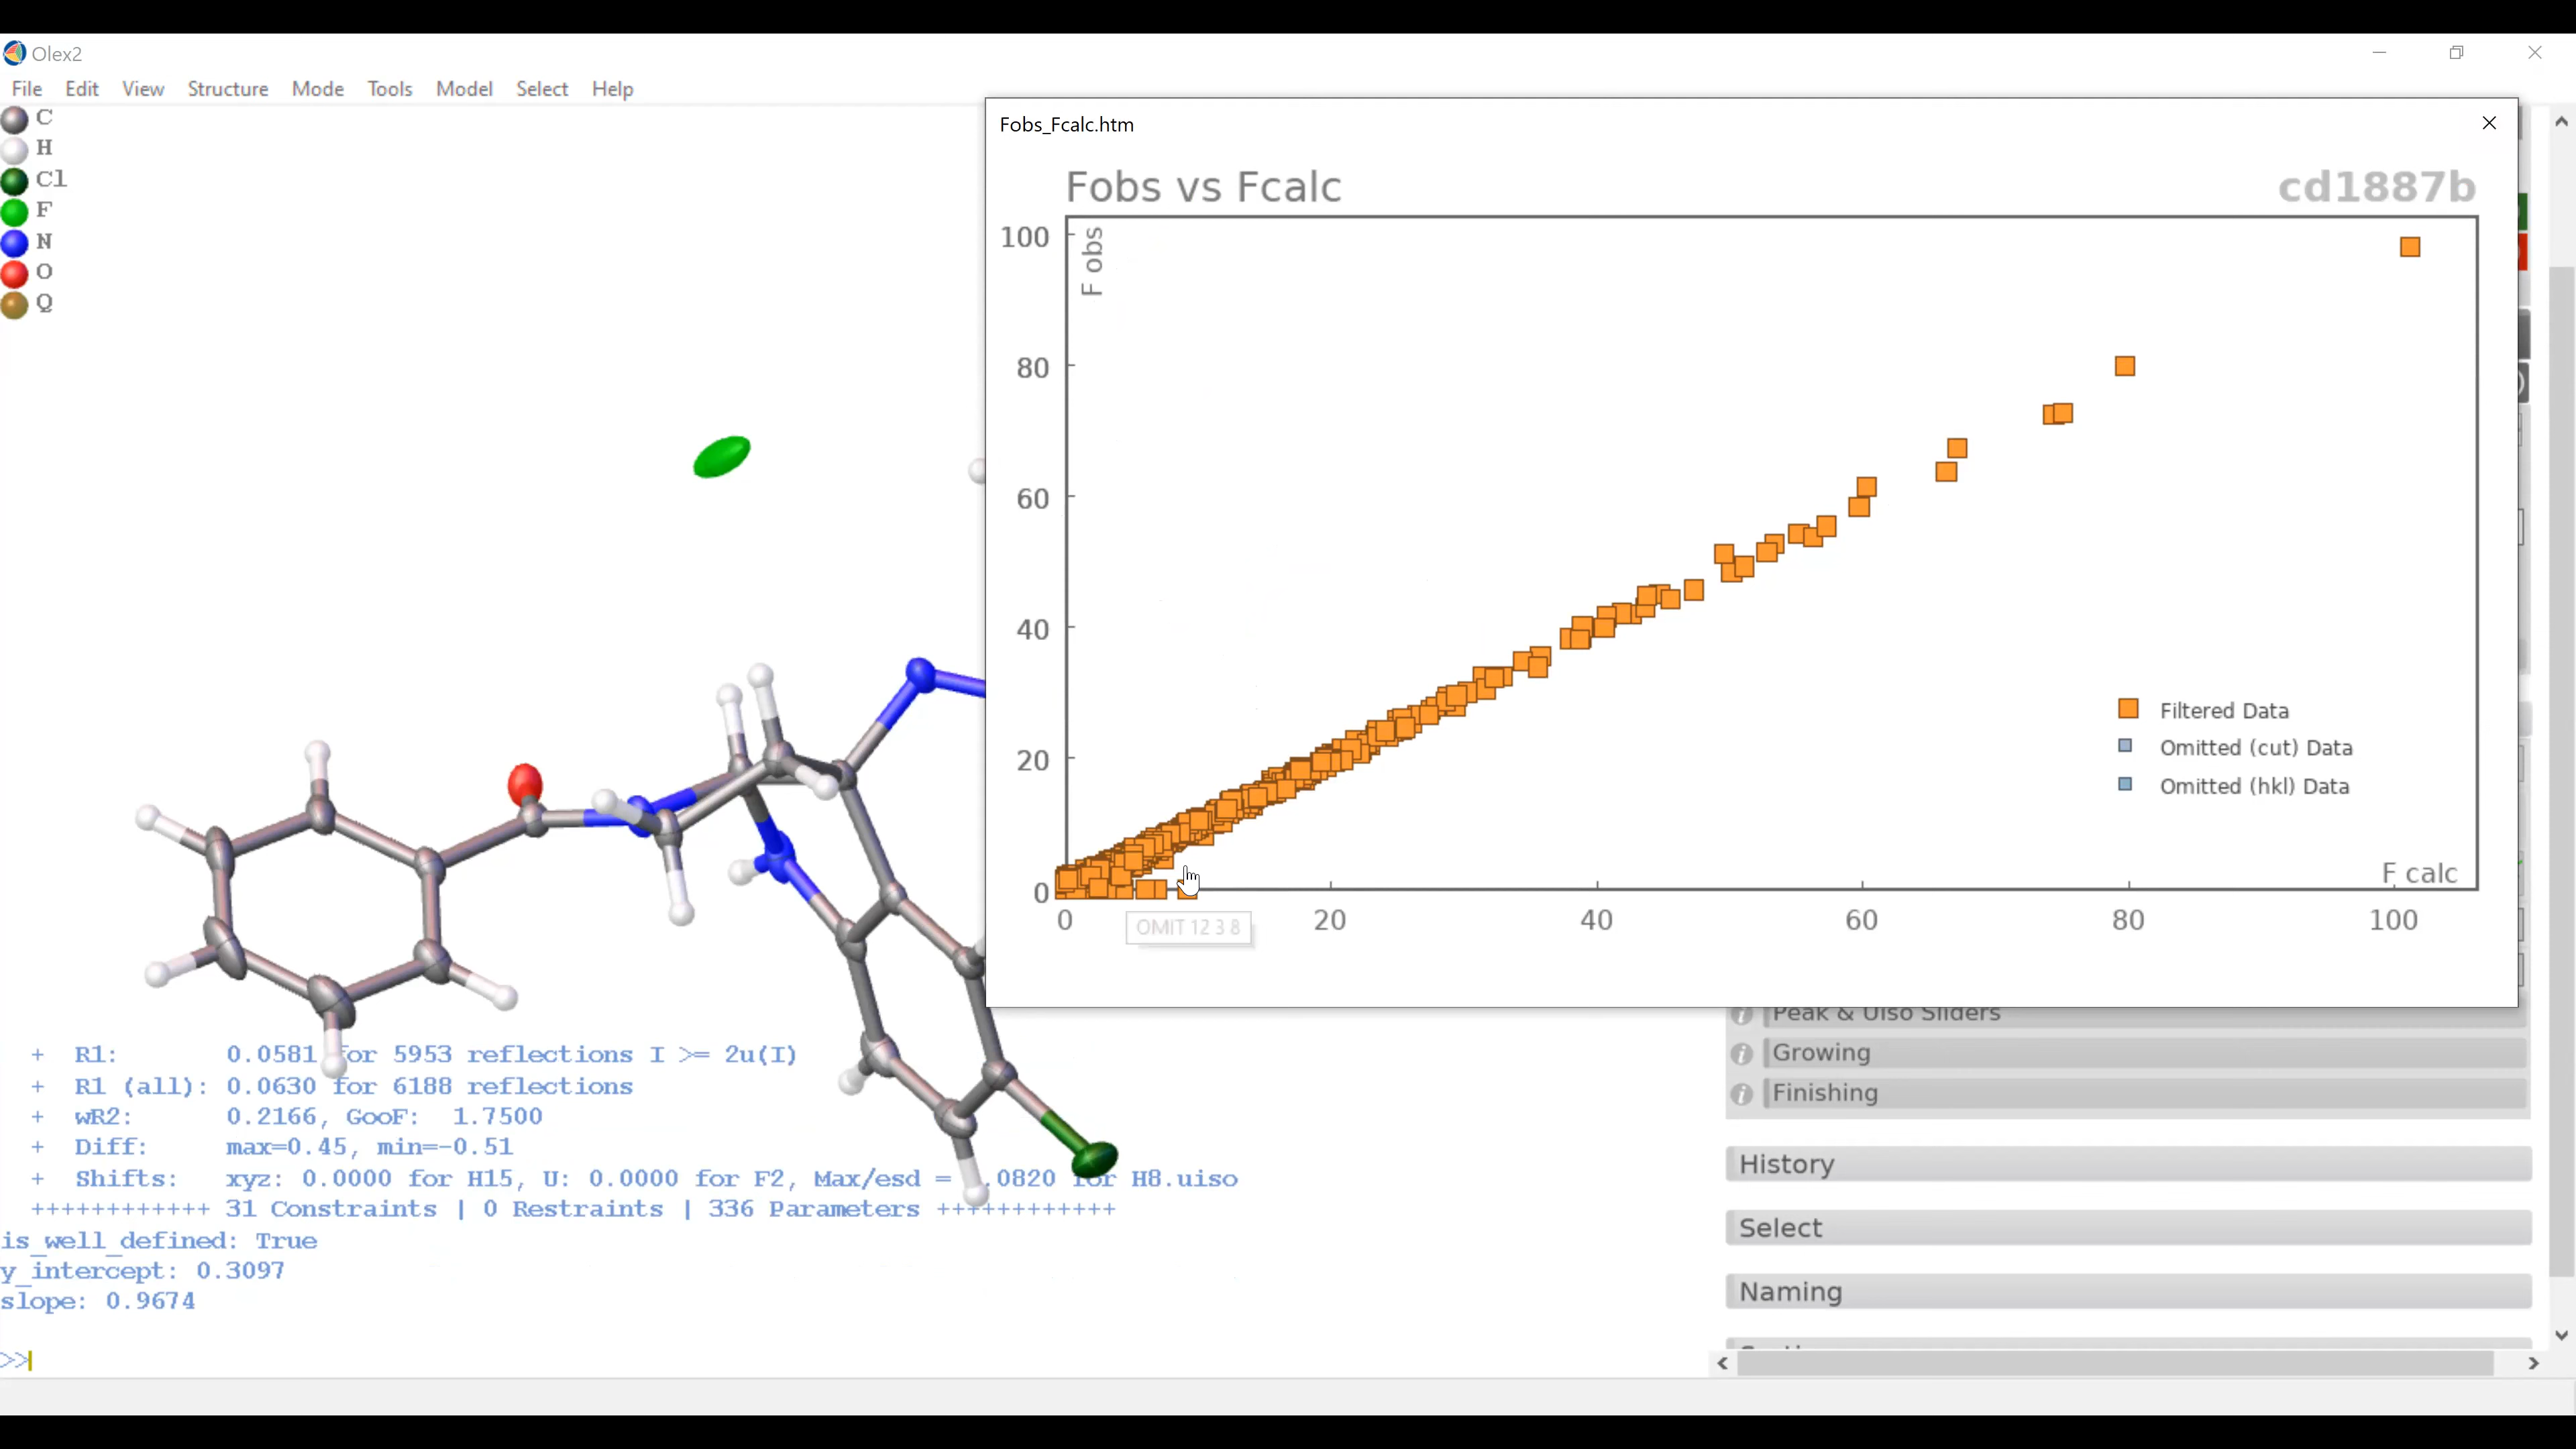 Olex2
File Edit View Structure Mode Tools Model Select Help
C
H
Cl
F
N
O
Q
Fobs_Fcalc.htm
Fobs vs Fcalc
cd1887b
F obs
100
80
60
40
20
0
Filtered Data
Omitted (cut) Data
Omitted (hkl) Data
F calc
0 20 40 60 80 100
OMIT 12 3 8
Peak & Uiso Sliders
Growing
Finishing
History
Select
Naming
+ R1: 0.0581 for 5953 reflections I >= 2u(I)
+ R1 (all): 0.0630 for 6188 reflections
+ wR2: 0.2166, GooF: 1.7500
+ Diff: max=0.45, min=-0.51
+ Shifts: xyz: 0.0000 for H15, U: 0.0000 for F2, Max/esd = .0820 for H8.uiso
++++++++++++ 31 Constraints | 0 Restraints | 336 Parameters ++++++++++++
is_well_defined: True
y_intercept: 0.3097
slope: 0.9674
>>